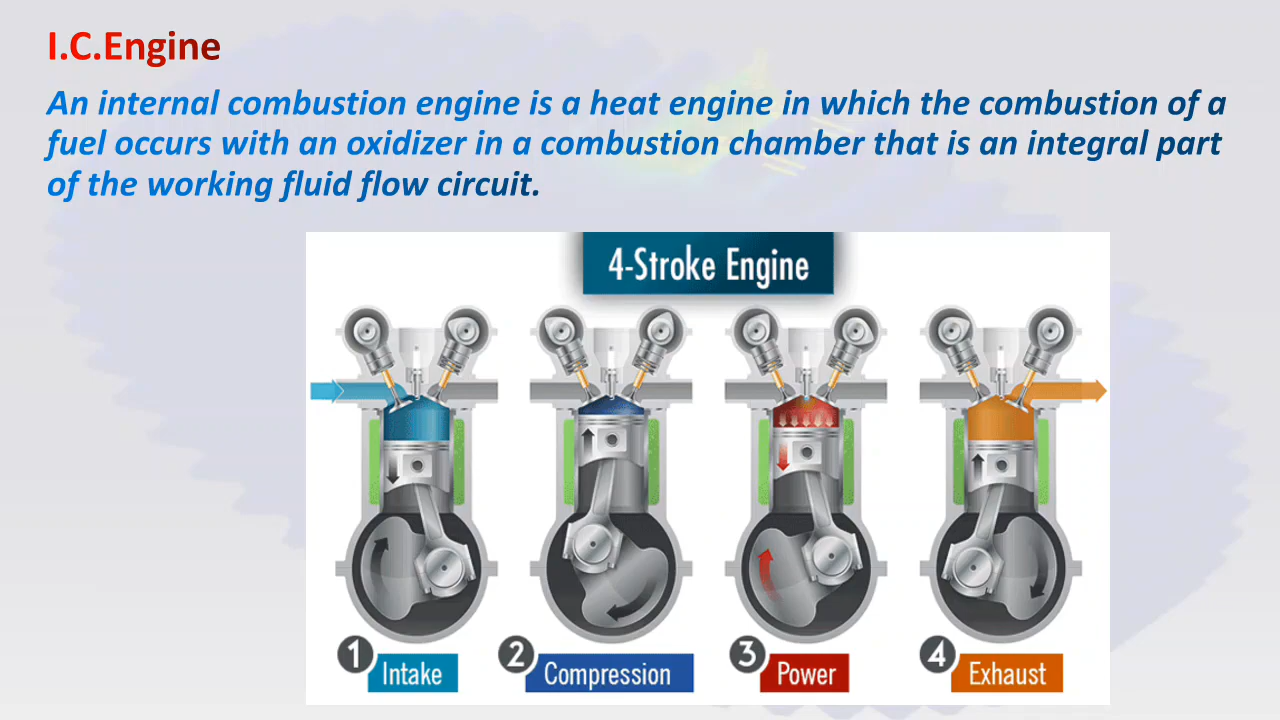 I.C.Engine
An internal combustion engine is a heat engine in which the combustion of a
fuel occurs with an oxidizer in a combustion chamber that is an integral part
of the working fluid flow circuit.
4-Stroke Engine
1 Intake
2 Compression
3 Power
4 Exhaust